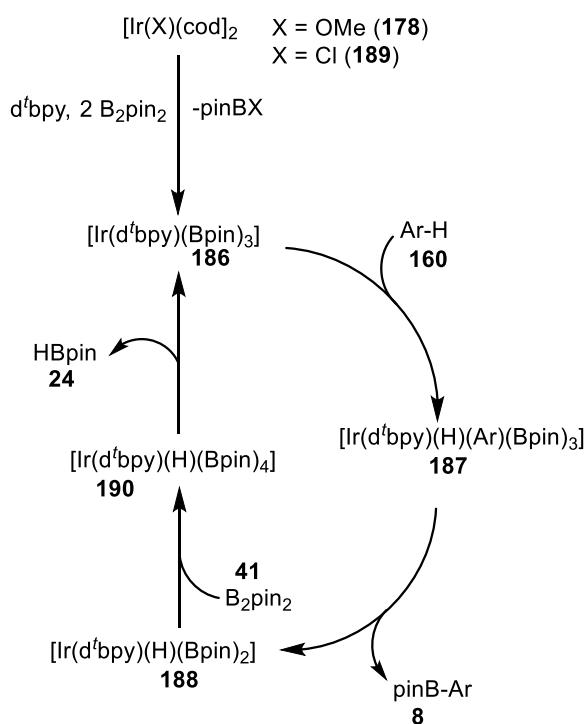 [Ir(X)(cod]₂
X = OMe (178)
X = Cl (189)
dᵗbpy, 2 B₂pin₂
-pinBX
[Ir(dᵗbpy)(Bpin)₃]
186
Ar-H
160
HBpin
24
[Ir(dᵗbpy)(H)(Ar)(Bpin)₃]
187
[Ir(dᵗbpy)(H)(Bpin)₄]
190
41
B₂pin₂
[Ir(dᵗbpy)(H)(Bpin)₂]
188
pinB-Ar
8